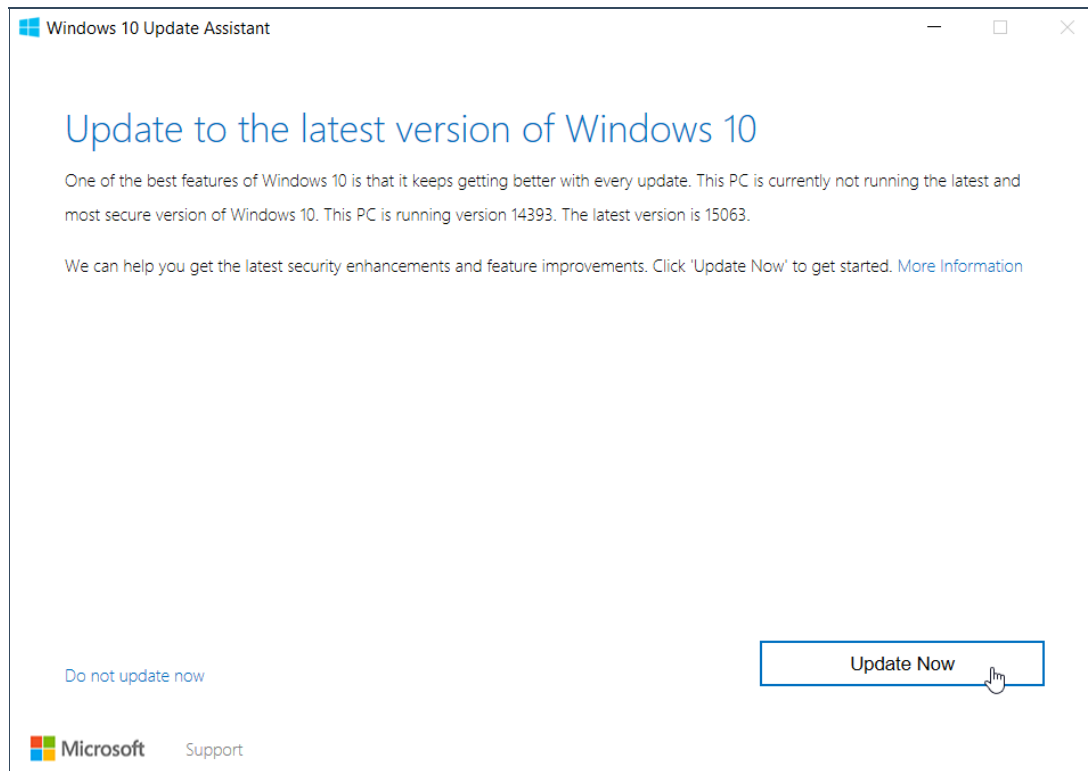 Windows 10 Update Assistant
Update to the latest version of Windows 10
One of the best features of Windows 10 is that it keeps getting better with every update. This PC is currently not running the latest and
most secure version of Windows 10. This PC is running version 14393. The latest version is 15063.
We can help you get the latest security enhancements and feature improvements. Click 'Update Now' to get started. More Information
Do not update now
Update Now
Microsoft
Support